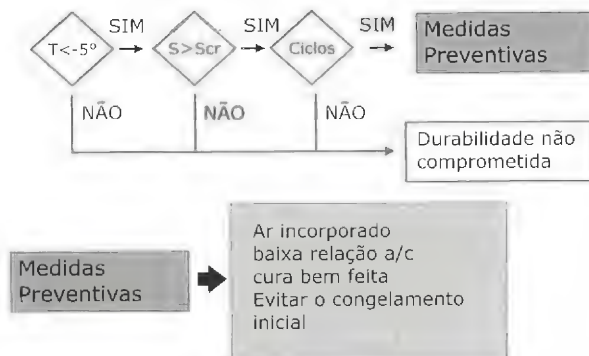 SIM
SIM
SIM
T<-5º
S>Scr
Ciclos
Medidas
Preventivas
NÃO
NÃO
NÃO
Durabilidade não
comprometida
Medidas
Preventivas
Ar incorporado
baixa relação a/c
cura bem feita
Evitar o congelamento
inicial